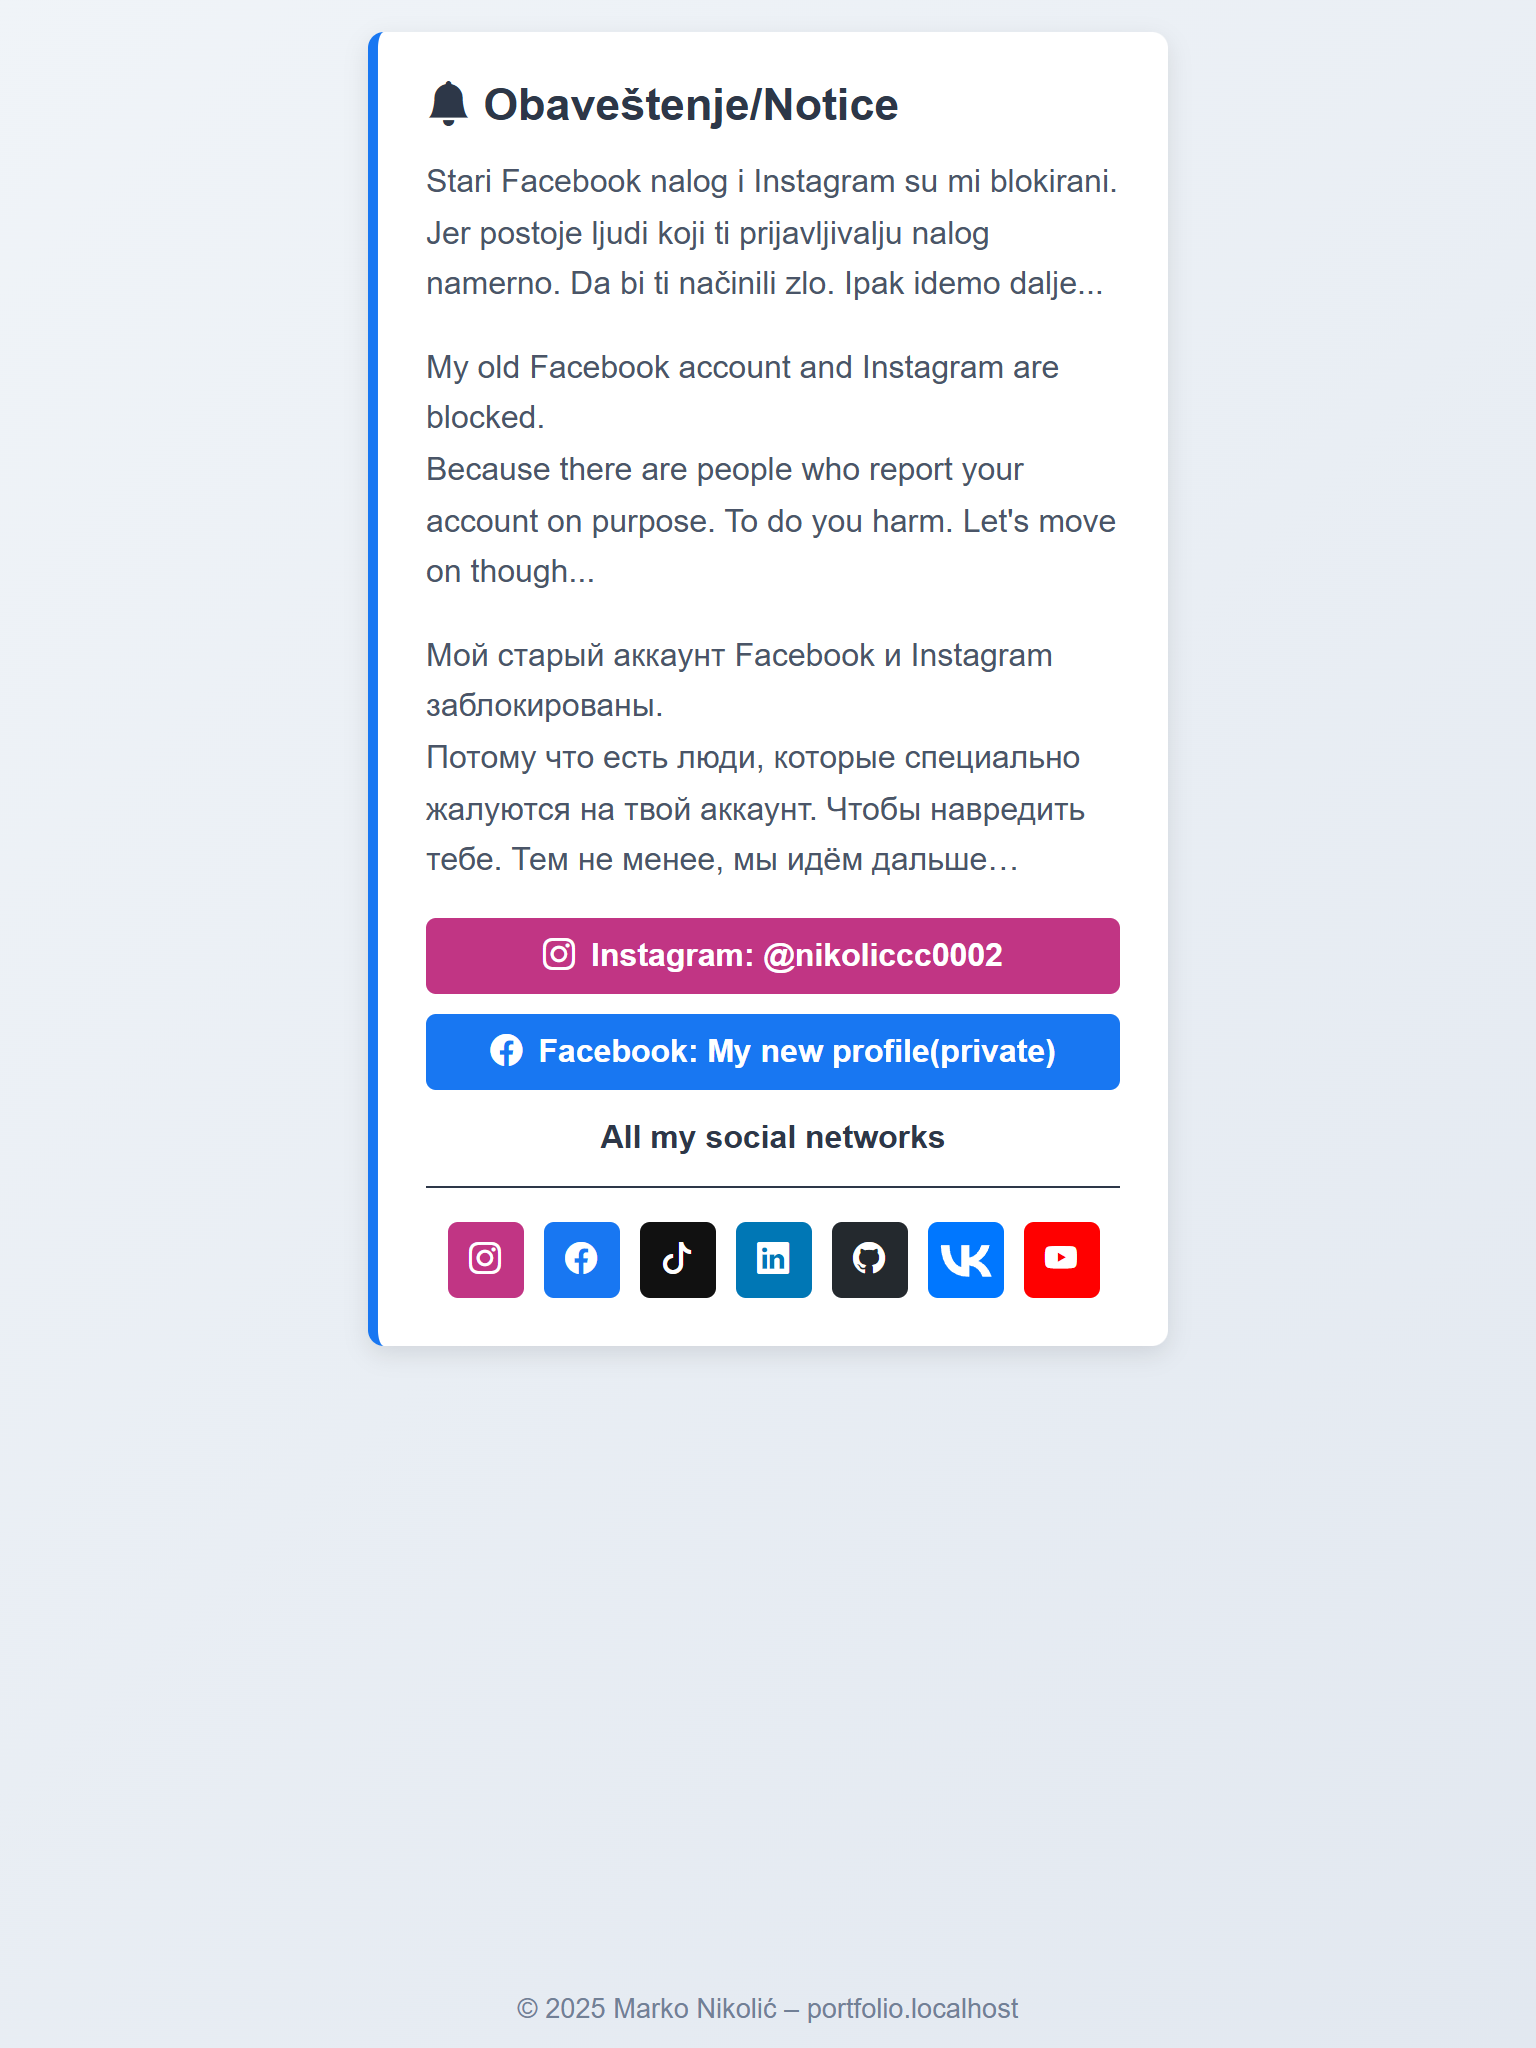 Obaveštenje/Notice
Stari Facebook nalog i Instagram su mi blokirani.
Jer postoje ljudi koji ti prijavljivalju nalog
namerno. Da bi ti načinili zlo. Ipak idemo dalje...
My old Facebook account and Instagram are
blocked.
Because there are people who report your
account on purpose. To do you harm. Let's move
on though...
Мой старый аккаунт Facebook и Instagram
заблокированы.
Потому что есть люди, которые специально
жалуются на твой аккаунт. Чтобы навредить
тебе. Тем не менее, мы идём дальше…
Instagram: @nikoliccc0002
Facebook: My new profile(private)
All my social networks
© 2025 Marko Nikolić – portfolio.localhost